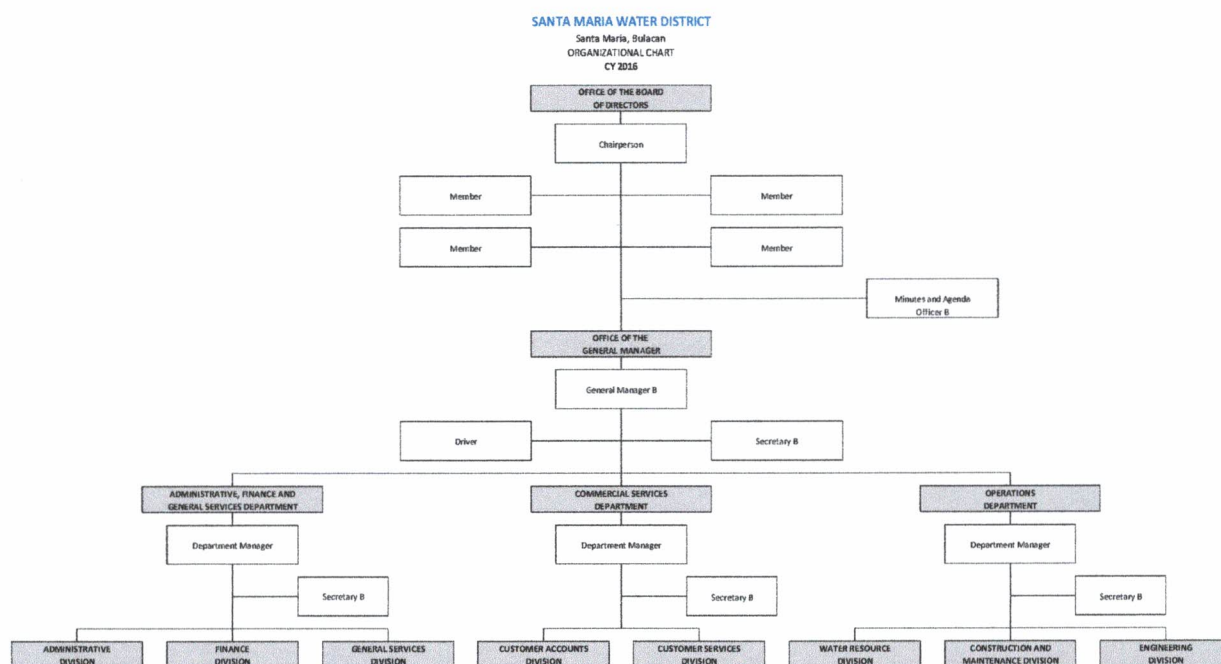 SANTA MARIA WATER DISTRICT
Santa Maria, Bulacan
ORGANIZATIONAL CHART
CY 2016
OFFICE OF THE BOARD
OF DIRECTORS
Chairperson
Member
Member
Member
Member
Minutes and Agenda
Officer B
OFFICE OF THE
GENERAL MANAGER
General Manager B
Driver
Secretary B
ADMINISTRATIVE, FINANCE AND
GENERAL SERVICES DEPARTMENT
COMMERCIAL SERVICES
DEPARTMENT
OPERATIONS
DEPARTMENT
Department Manager
Department Manager
Department Manager
Secretary B
Secretary B
Secretary B
ADMINISTRATIVE
DIVISION
FINANCE
DIVISION
GENERAL SERVICES
DIVISION
CUSTOMER ACCOUNTS
DIVISION
CUSTOMER SERVICES
DIVISION
WATER RESOURCE
DIVISION
CONSTRUCTION AND
MAINTENANCE DIVISION
ENGINEERING
DIVISION